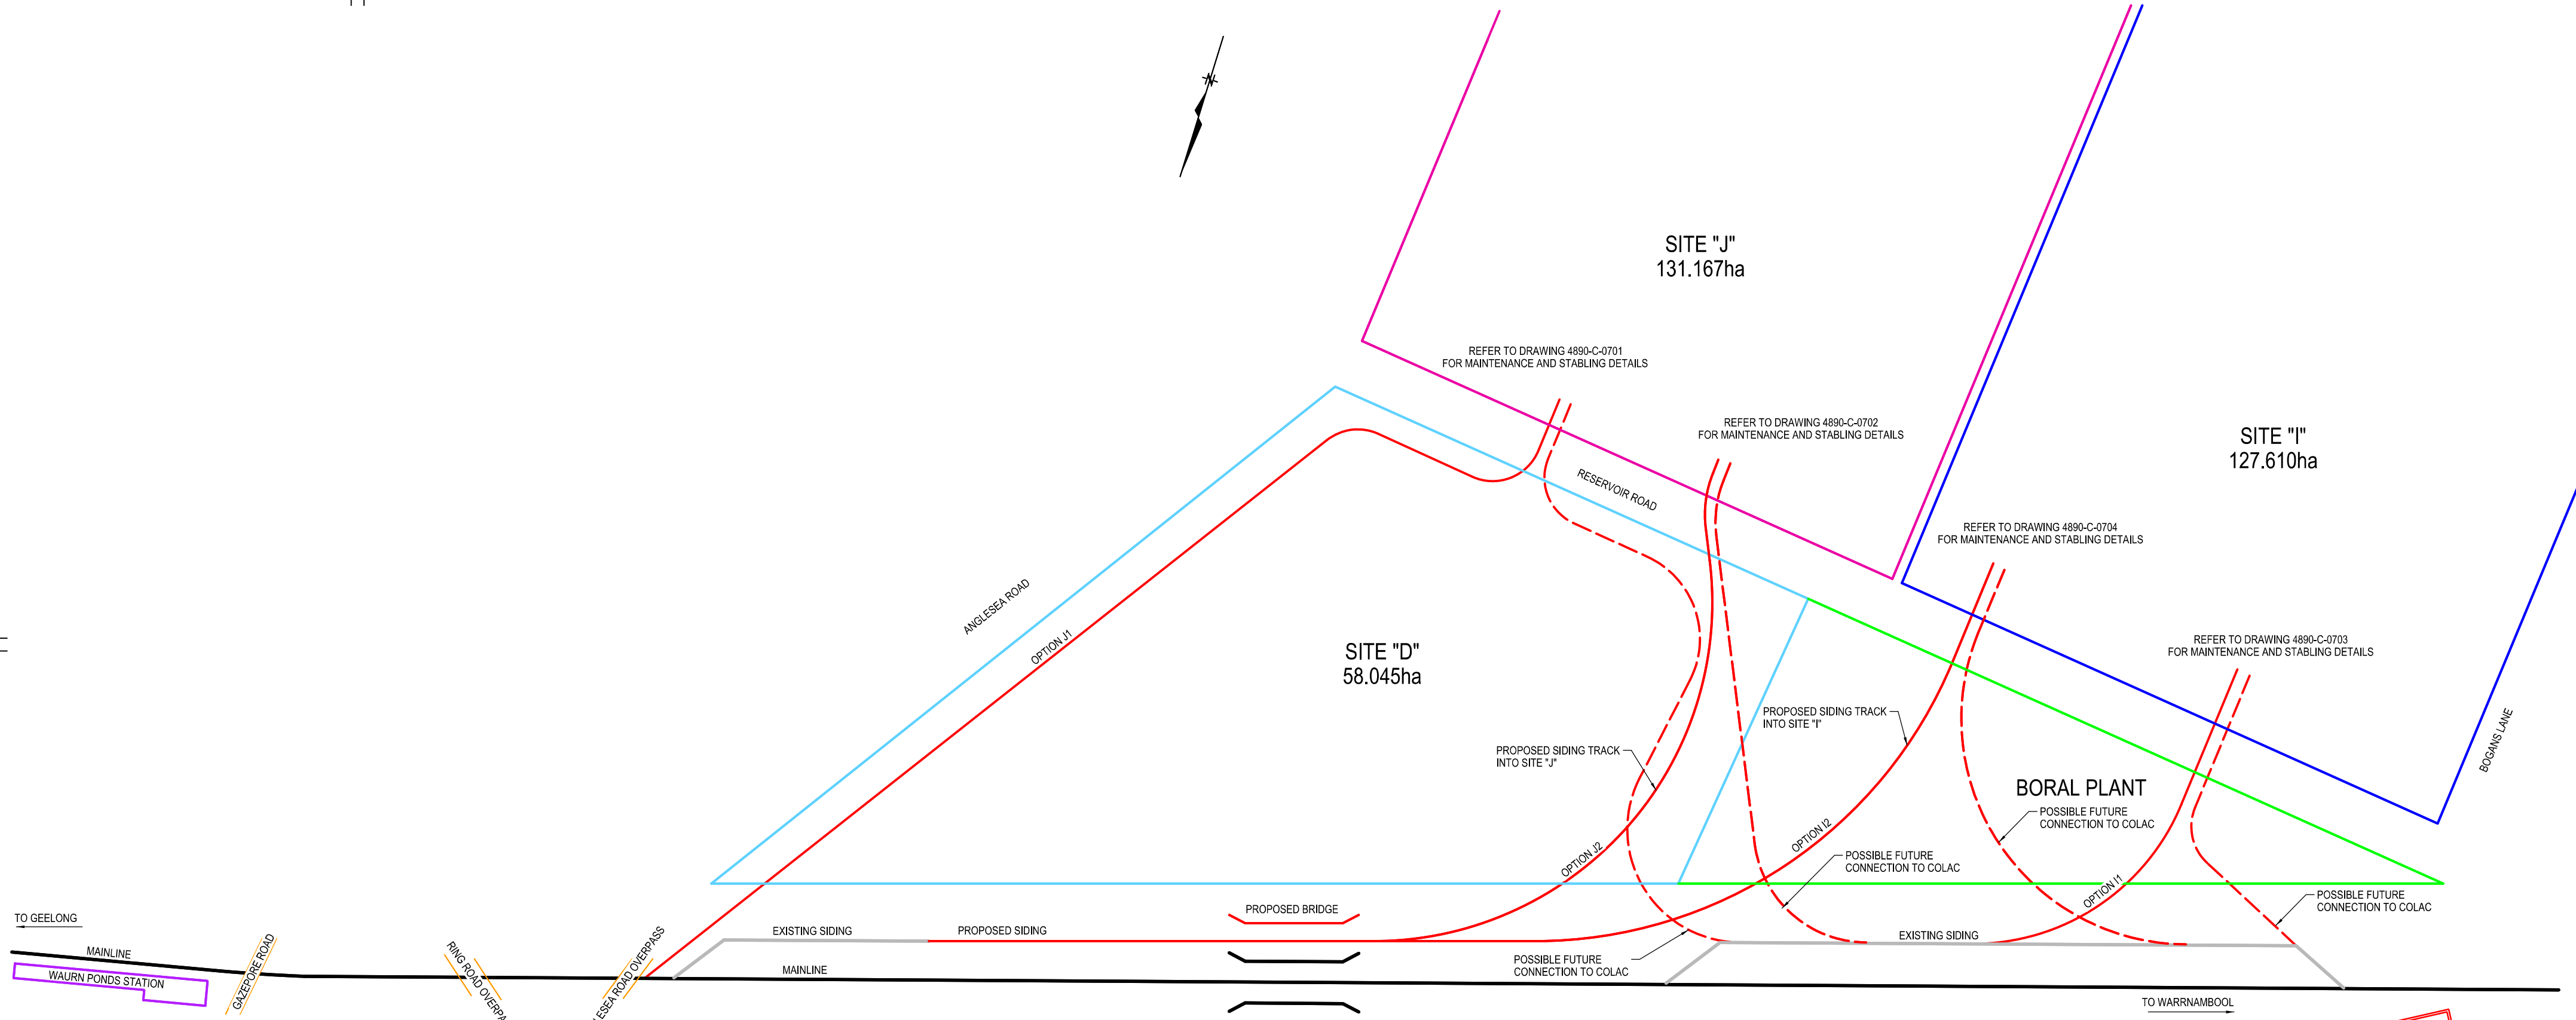 N
SITE "J"
131.167ha
REFER TO DRAWING 4890-C-0701
FOR MAINTENANCE AND STABLING DETAILS
REFER TO DRAWING 4890-C-0702
FOR MAINTENANCE AND STABLING DETAILS
SITE "I"
127.610ha
RESERVOIR ROAD
REFER TO DRAWING 4890-C-0704
FOR MAINTENANCE AND STABLING DETAILS
ANGLESEA ROAD
OPTION J1
SITE "D"
58.045ha
REFER TO DRAWING 4890-C-0703
FOR MAINTENANCE AND STABLING DETAILS
PROPOSED SIDING TRACK
INTO SITE "I"
PROPOSED SIDING TRACK
INTO SITE "J"
BOGANS LANE
BORAL PLANT
POSSIBLE FUTURE
CONNECTION TO COLAC
OPTION J2
OPTION I2
POSSIBLE FUTURE
CONNECTION TO COLAC
OPTION I1
POSSIBLE FUTURE
CONNECTION TO COLAC
TO GEELONG
PROPOSED BRIDGE
EXISTING SIDING
PROPOSED SIDING
EXISTING SIDING
MAINLINE
WAURN PONDS STATION
GAZEPORE ROAD
RING ROAD OVERPA
LESEA ROAD OVERPASS
MAINLINE
POSSIBLE FUTURE
CONNECTION TO COLAC
TO WARRNAMBOOL